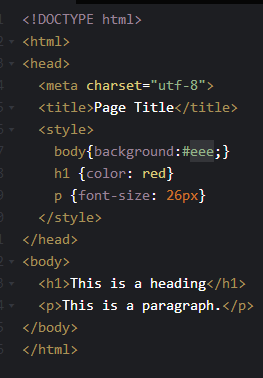 <!DOCTYPE html>
<html>
<head>
<meta charset="utf-8">
<title>Page Title</title>
<style>
body{background:#eee;}
h1 {color: red}
p {font-size: 26px}
</style>
</head>
<body>
<h1>This is a heading</h1>
<p>This is a paragraph.</p>
</body>
</html>